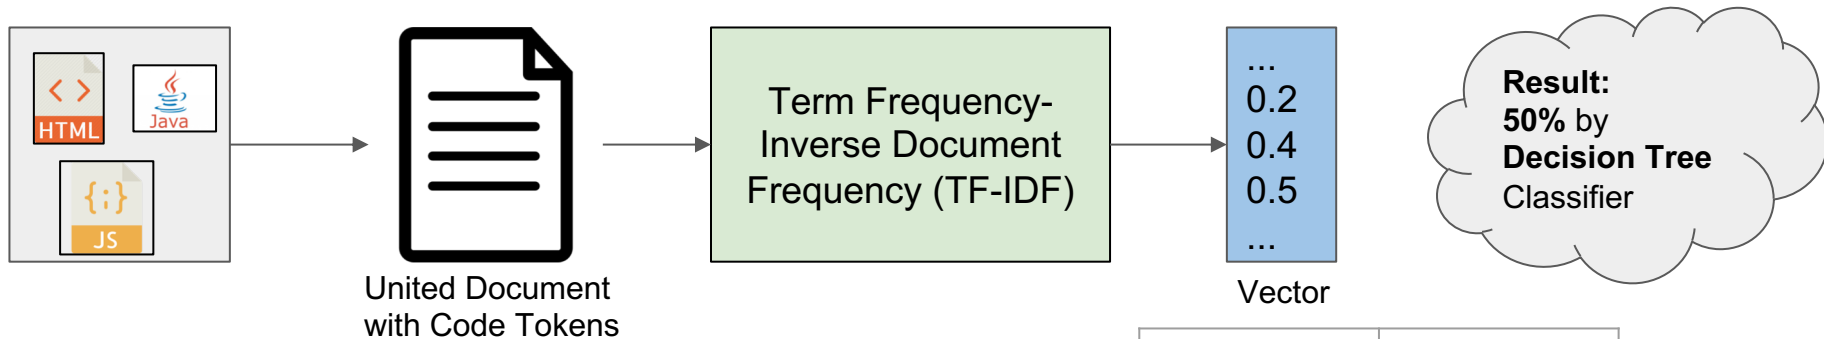 < >
HTML
Java
{;}
JS
United Document
with Code Tokens
Term Frequency-
Inverse Document
Frequency (TF-IDF)
...
0.2
0.4
0.5
...
Vector
Result:
50% by
Decision Tree
Classifier